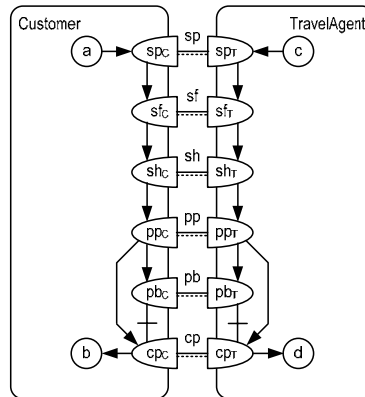 Customer
TravelAgent
a spC sp spT c
sfC sf sfT
shC sh shT
ppC pp ppT
pbC pb pbT
b cpC cp cpT d